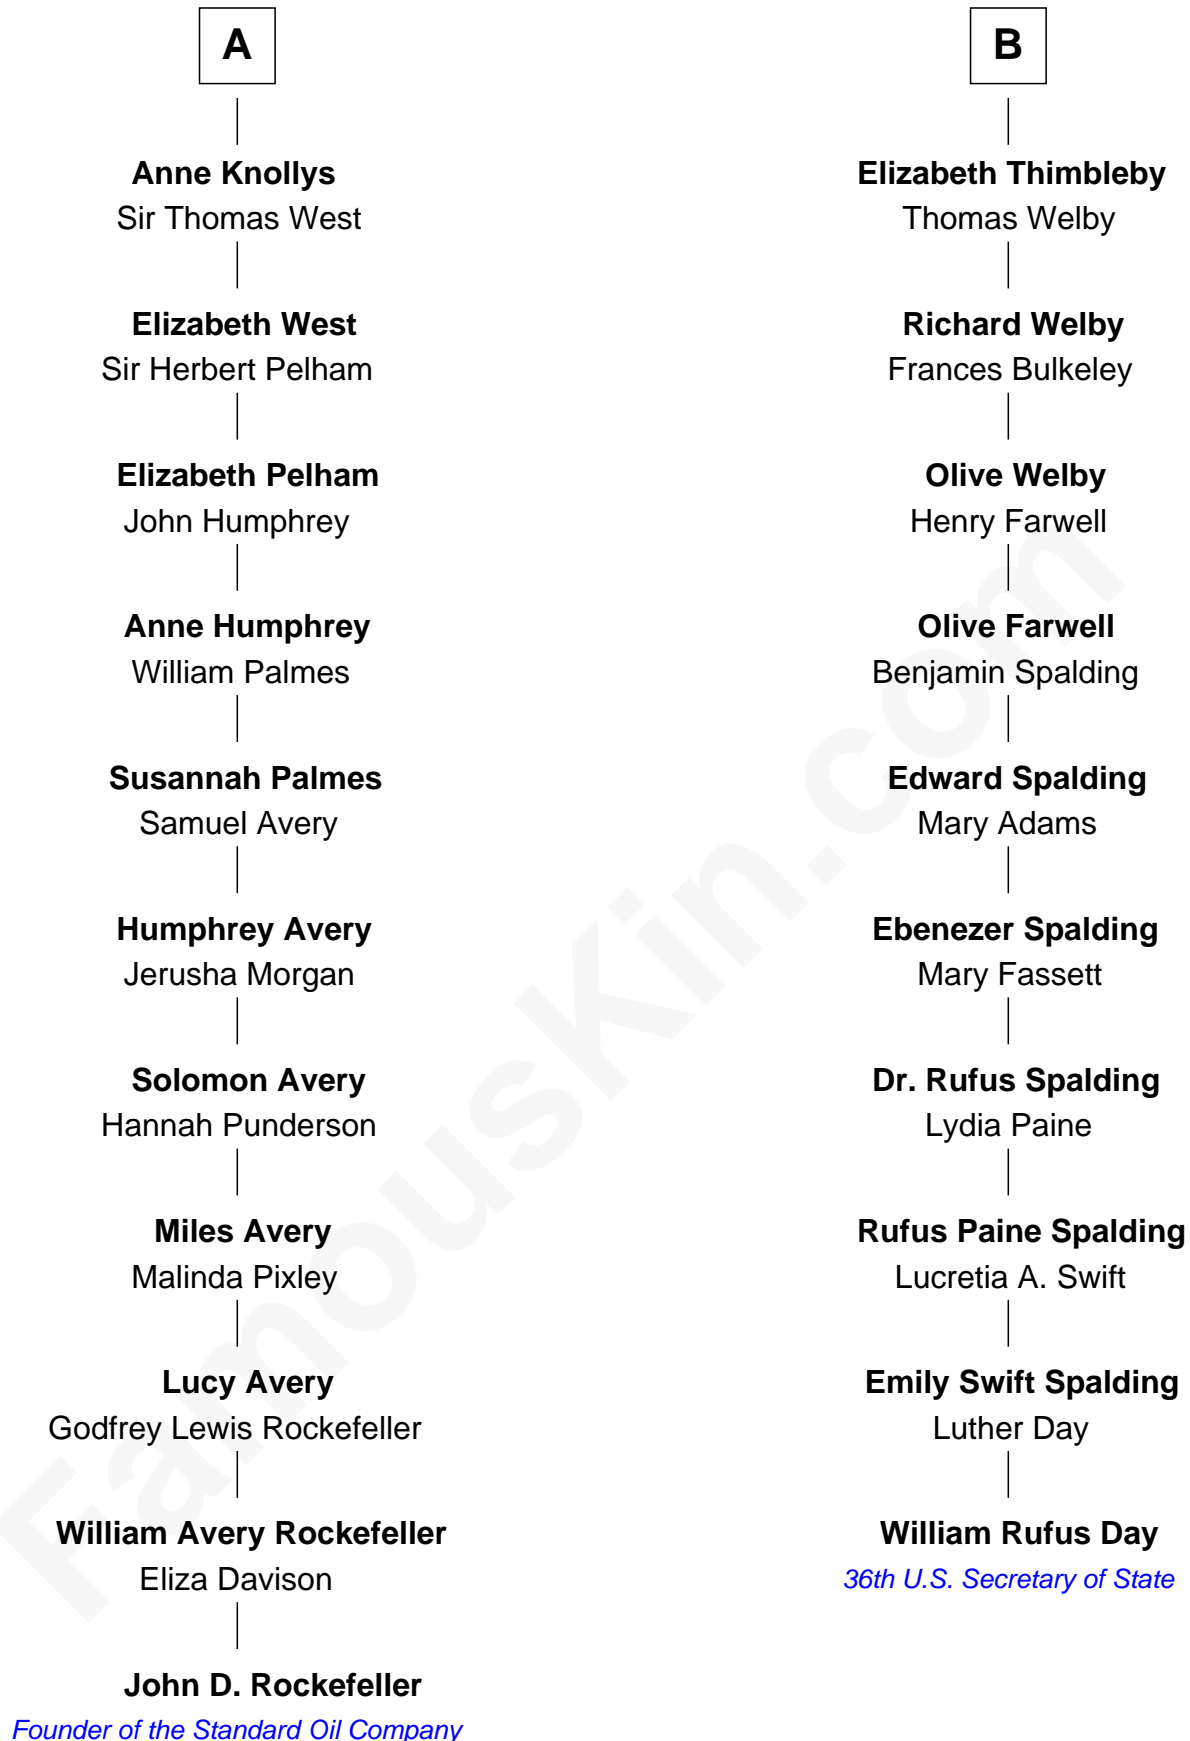 A
Anne Knollys
Sir Thomas West
Elizabeth West
Sir Herbert Pelham
Elizabeth Pelham
John Humphrey
Anne Humphrey
William Palmes
Susannah Palmes
Samuel Avery
Humphrey Avery
Jerusha Morgan
Solomon Avery
Hannah Punderson
Miles Avery
Malinda Pixley
Lucy Avery
Godfrey Lewis Rockefeller
William Avery Rockefeller
Eliza Davison
John D. Rockefeller
Founder of the Standard Oil Company
B
Elizabeth Thimbleby
Thomas Welby
Richard Welby
Frances Bulkeley
Olive Welby
Henry Farwell
Olive Farwell
Benjamin Spalding
Edward Spalding
Mary Adams
Ebenezer Spalding
Mary Fassett
Dr. Rufus Spalding
Lydia Paine
Rufus Paine Spalding
Lucretia A. Swift
Emily Swift Spalding
Luther Day
William Rufus Day
36th U.S. Secretary of State
FamousKin.com